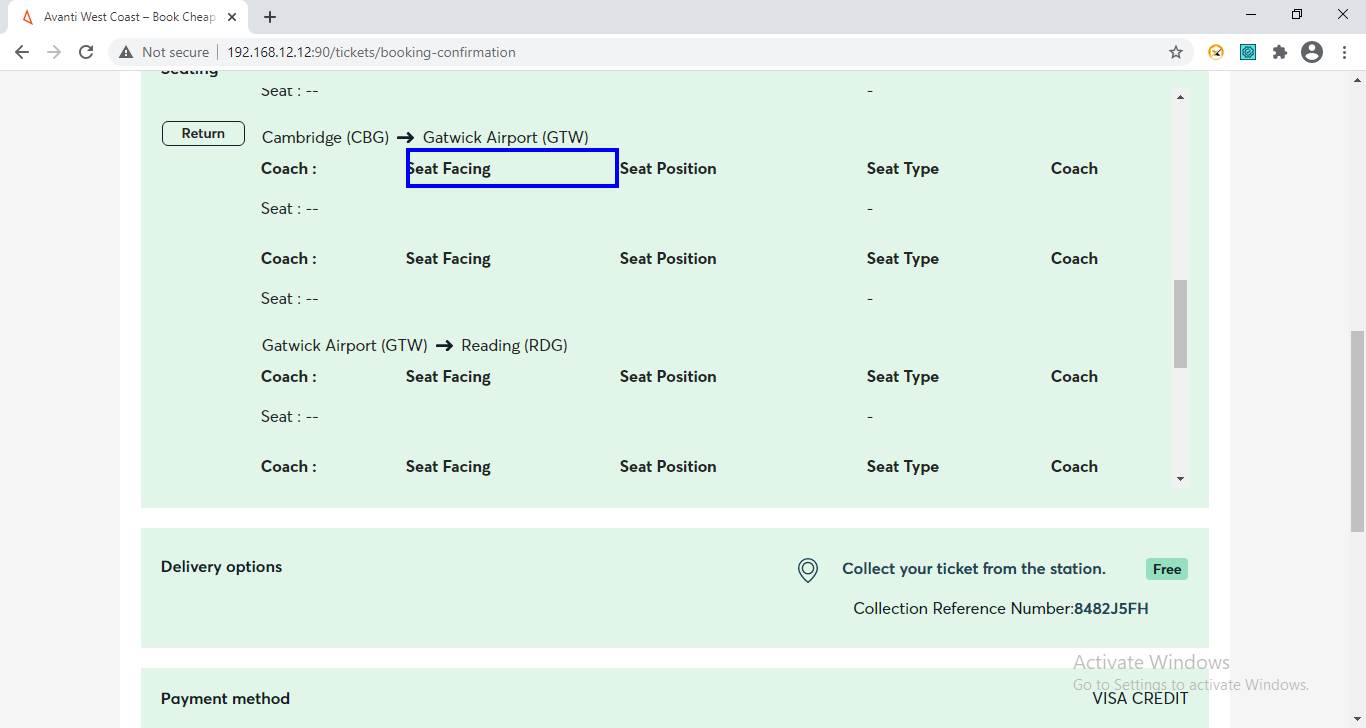 Avanti West Coast – Book Cheap
Not secure
192.168.12.12:90/tickets/booking-confirmation
Seating
Seat : -- -
Return Cambridge (CBG) ➔ Gatwick Airport (GTW)
Coach : Seat Facing Seat Position Seat Type Coach
Seat : -- -
Coach : Seat Facing Seat Position Seat Type Coach
Seat : -- -
Gatwick Airport (GTW) ➔ Reading (RDG)
Coach : Seat Facing Seat Position Seat Type Coach
Seat : -- -
Coach : Seat Facing Seat Position Seat Type Coach
Delivery options Collect your ticket from the station. Free
Collection Reference Number:8482J5FH
Activate Windows
Go to Settings to activate Windows.
Payment method VISA CREDIT